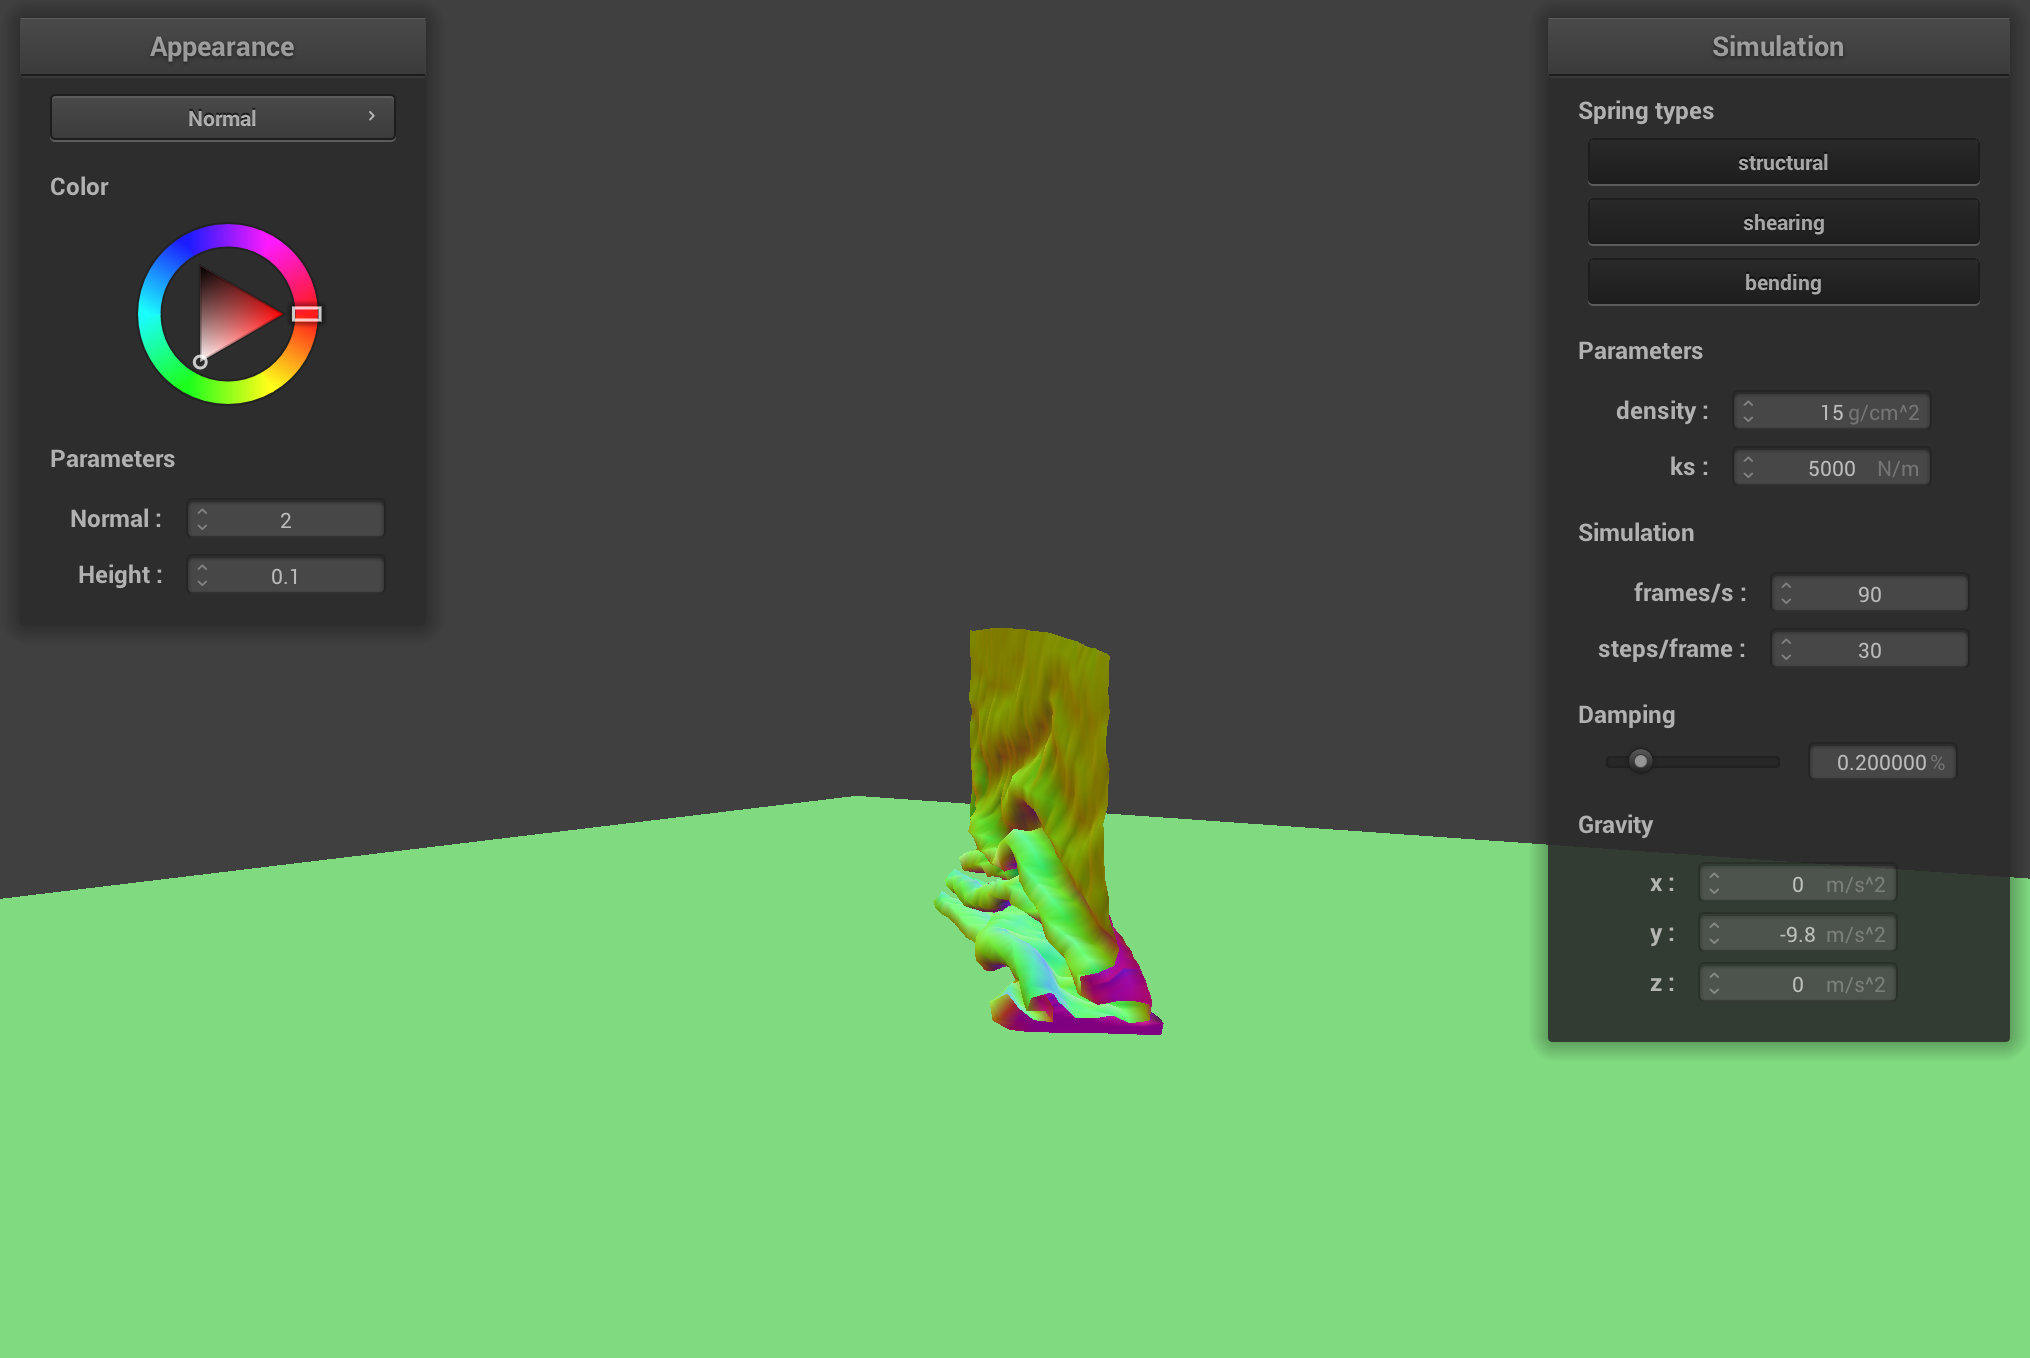 Appearance
Normal
Color
Parameters
Normal : 2
Height : 0.1
Simulation
Spring types
structural
shearing
bending
Parameters
density : 15 g/cm^2
ks : 5000 N/m
Simulation
frames/s : 90
steps/frame : 30
Damping
0.200000 %
Gravity
x : 0 m/s^2
y : -9.8 m/s^2
z : 0 m/s^2